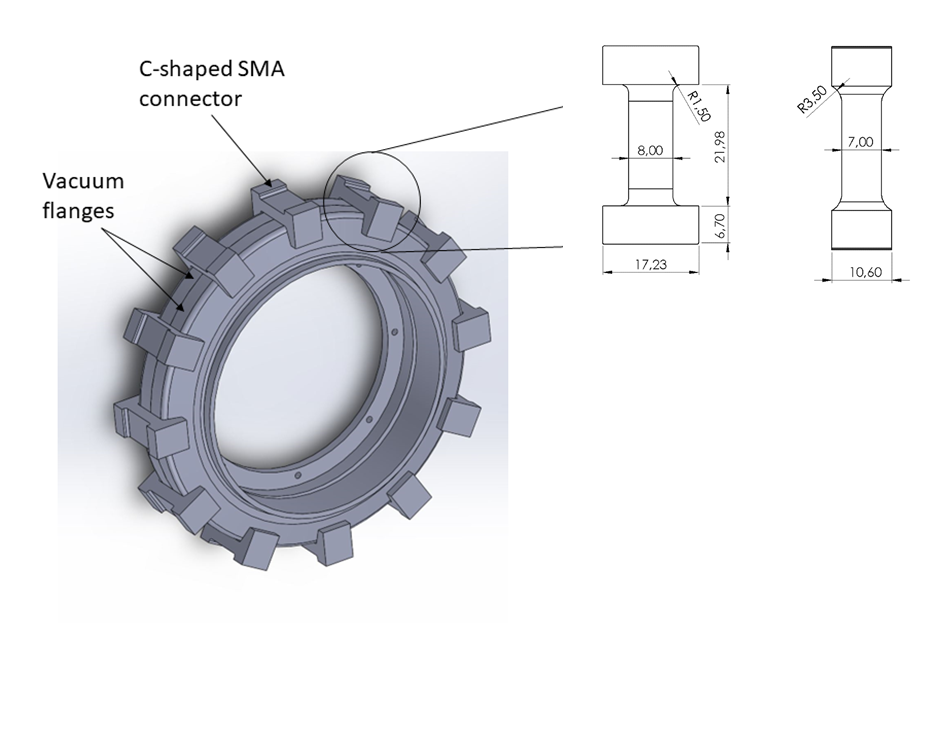 C-shaped SMA
connector
Vacuum
flanges
R1,50
8,00
21,98
6,70
17,23
R3,50
7,00
10,60